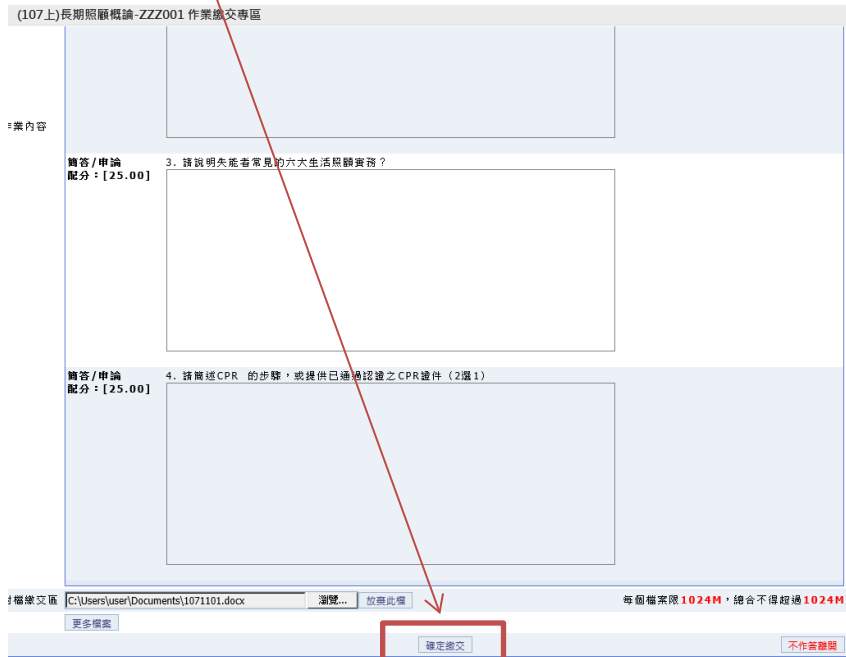 (107上)長期照顧概論-ZZZ001 作業繳交專區
業內容
簡答/申論
配分：[25.00]
3. 請說明失能者常見的六大生活照顧實務？
簡答/申論
配分：[25.00]
4. 請簡述CPR 的步驟，或提供已通過認證之CPR證件（2選1）
檔繳交區 C:\Users\user\Documents\1071101.docx 瀏覽... 放棄此檔 每個檔案限1024M，總合不得超過1024M
更多檔案
確定繳交 不作答離開